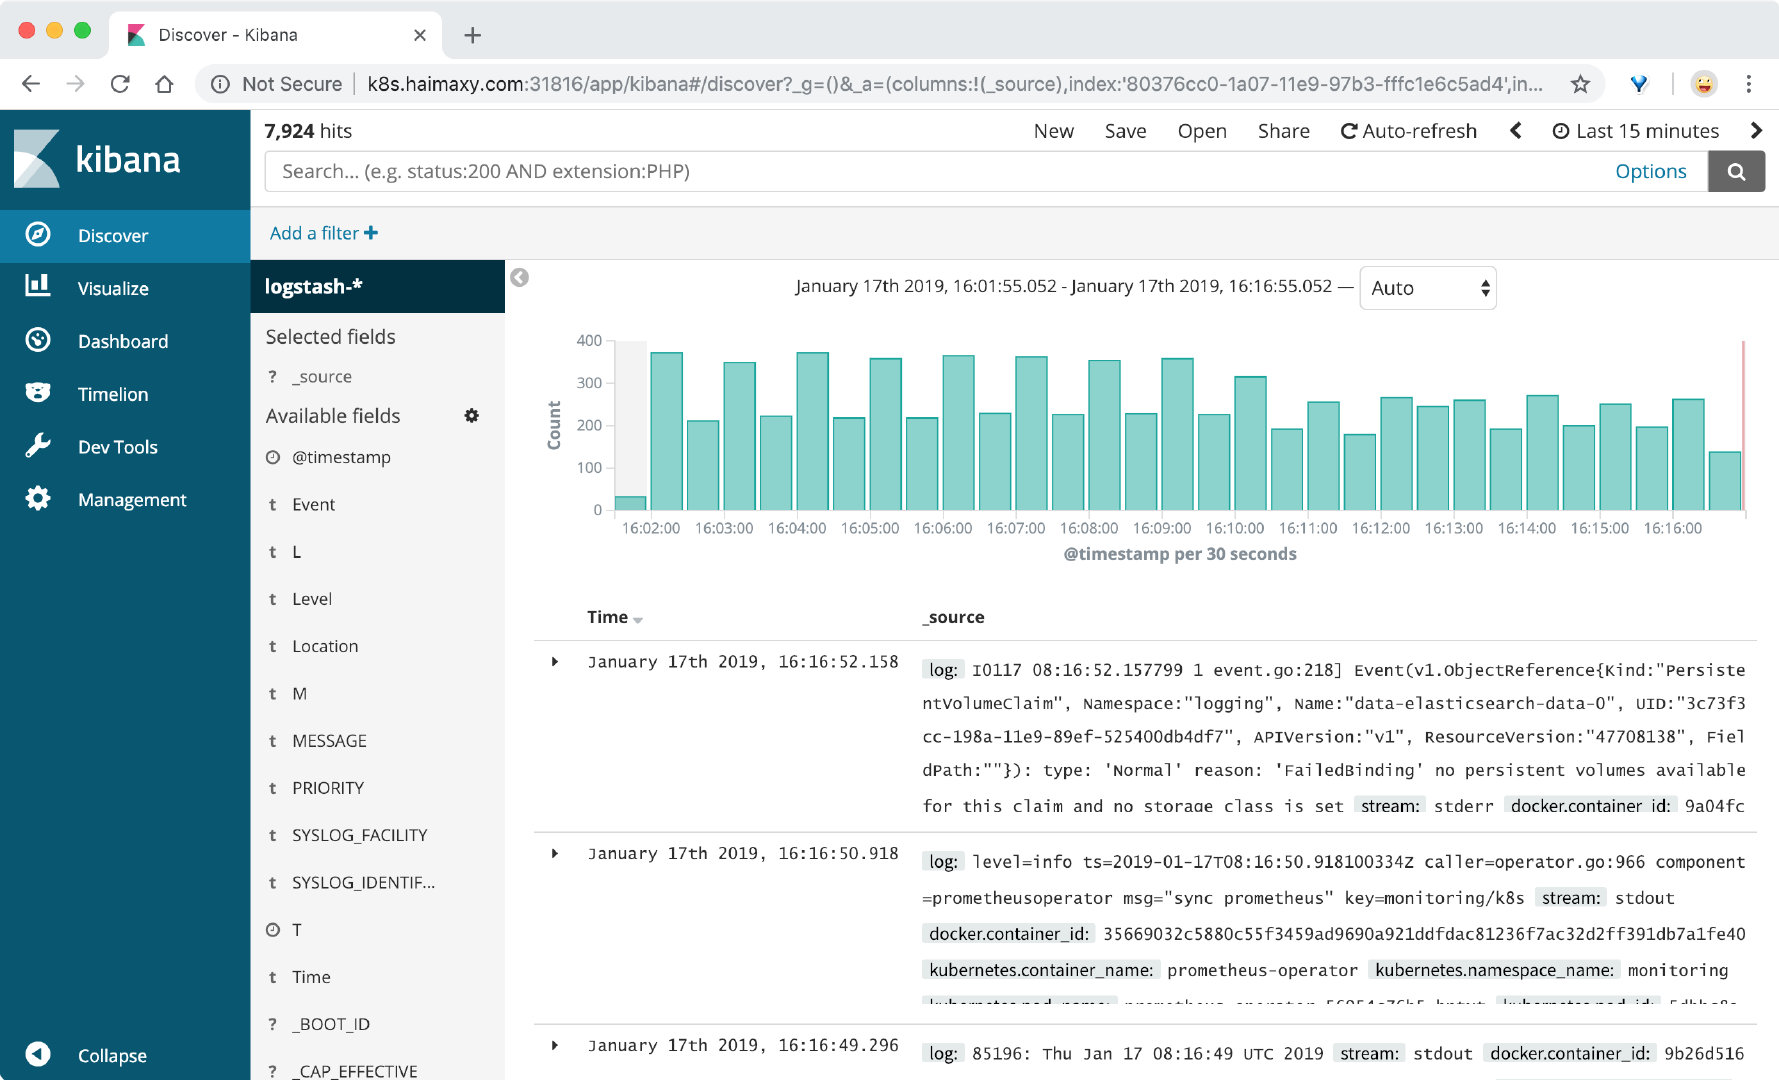 Discover - Kibana
Not Secure
k8s.haimaxy.com:31816/app/kibana#/discover?_g=()&_a=(columns:!(_source),index:'80376cc0-1a07-11e9-97b3-fffc1e6c5ad4',in...
kibana
Discover
Visualize
Dashboard
Timelion
Dev Tools
Management
Collapse
7,924 hits
New Save Open Share Auto-refresh Last 15 minutes
Search... (e.g. status:200 AND extension:PHP)
Options
Add a filter +
logstash-*
Selected fields
? _source
Available fields
@timestamp
t Event
t L
t Level
t Location
t M
t MESSAGE
t PRIORITY
t SYSLOG_FACILITY
t SYSLOG_IDENTIF...
T
t Time
? _BOOT_ID
? _CAP_EFFECTIVE
January 17th 2019, 16:01:55.052 - January 17th 2019, 16:16:55.052 —
Auto
Count
400
300
200
100
0
16:02:00 16:03:00 16:04:00 16:05:00 16:06:00 16:07:00 16:08:00 16:09:00 16:10:00 16:11:00 16:12:00 16:13:00 16:14:00 16:15:00 16:16:00
@timestamp per 30 seconds
Time _source
January 17th 2019, 16:16:52.158
log: I0117 08:16:52.157799 1 event.go:218] Event(v1.ObjectReference{Kind:"Persiste
ntVolumeClaim", Namespace:"logging", Name:"data-elasticsearch-data-0", UID:"3c73f3
cc-198a-11e9-89ef-525400db4df7", APIVersion:"v1", ResourceVersion:"47708138", Fiel
dPath:""}): type: 'Normal' reason: 'FailedBinding' no persistent volumes available
for this claim and no storage class is set stream: stderr docker.container_id: 9a04fc
January 17th 2019, 16:16:50.918
log: level=info ts=2019-01-17T08:16:50.918100334Z caller=operator.go:966 component
=prometheusoperator msg="sync prometheus" key=monitoring/k8s stream: stdout
docker.container_id: 35669032c5880c55f3459ad9690a921ddfdac81236f7ac32d2ff391db7a1fe40
kubernetes.container_name: prometheus-operator kubernetes.namespace_name: monitoring
January 17th 2019, 16:16:49.296
log: 85196: Thu Jan 17 08:16:49 UTC 2019 stream: stdout docker.container_id: 9b26d516